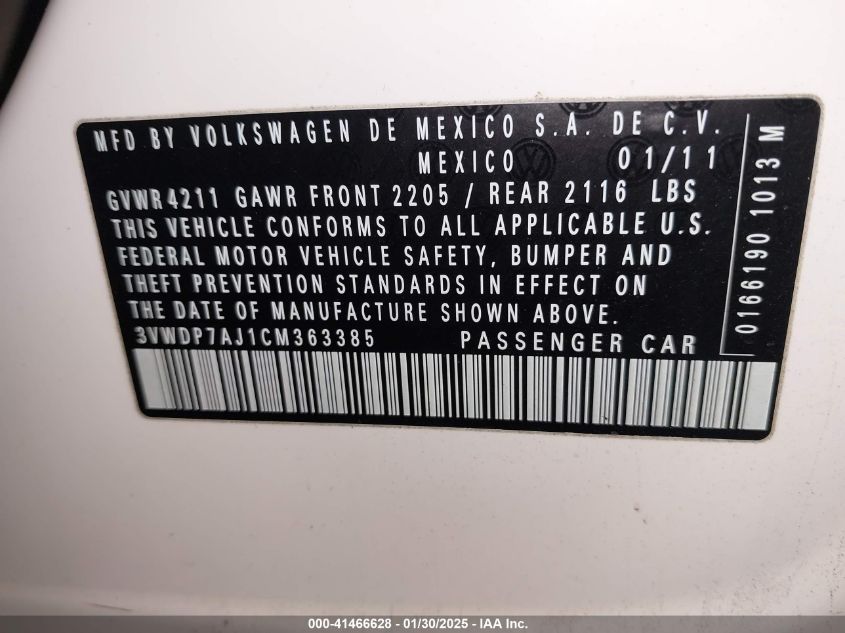 MFD BY VOLKSWAGEN DE MEXICO S.A. DE C.V.
MEXICO 01/11
GVWR 4211 GAWR FRONT 2205 / REAR 2116 LBS
THIS VEHICLE CONFORMS TO ALL APPLICABLE U.S.
FEDERAL MOTOR VEHICLE SAFETY, BUMPER AND
THEFT PREVENTION STANDARDS IN EFFECT ON
THE DATE OF MANUFACTURE SHOWN ABOVE.
3VWDP7AJ1CM363385 PASSENGER CAR
0166190 1013 M
000-41466628 - 01/30/2025 - IAA Inc.